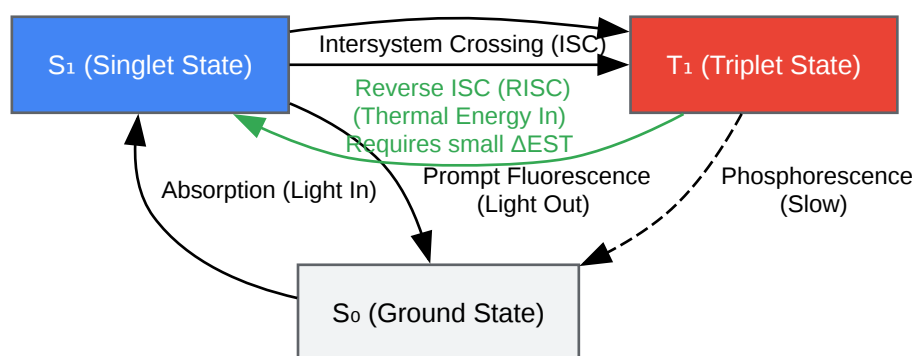 S₁ (Singlet State)
Intersystem Crossing (ISC)
T₁ (Triplet State)
Reverse ISC (RISC)
(Thermal Energy In)
Requires small ΔEST
Absorption (Light In)
Prompt Fluorescence
(Light Out)
Phosphorescence
(Slow)
S₀ (Ground State)